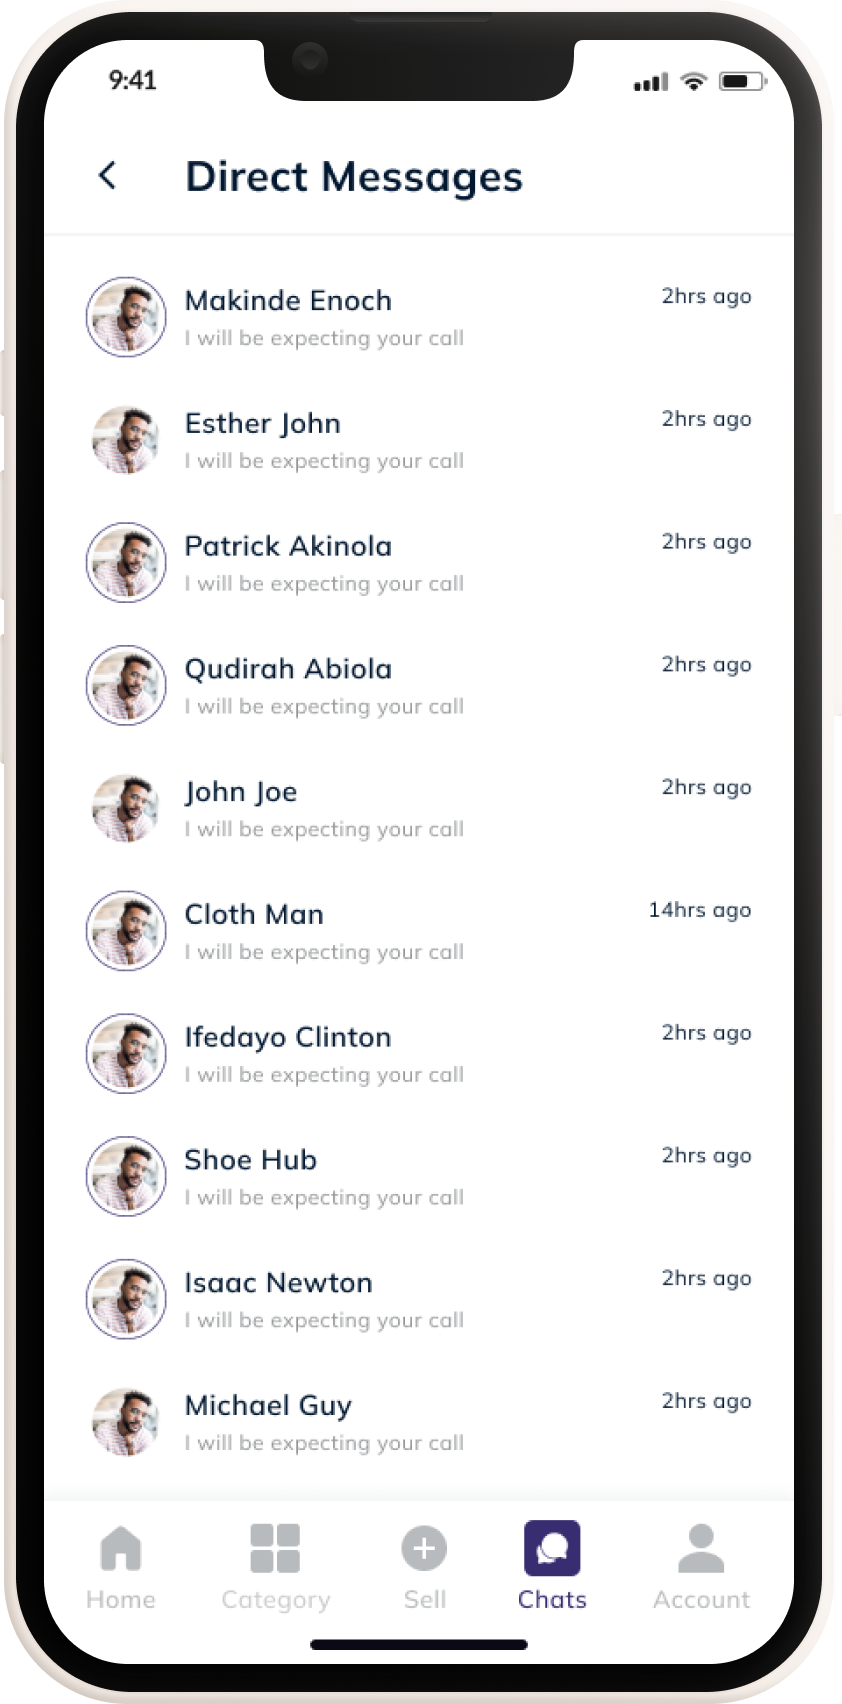 9:41
Direct Messages
Makinde Enoch 2hrs ago
I will be expecting your call
Esther John 2hrs ago
I will be expecting your call
Patrick Akinola 2hrs ago
I will be expecting your call
Qudirah Abiola 2hrs ago
I will be expecting your call
John Joe 2hrs ago
I will be expecting your call
Cloth Man 14hrs ago
I will be expecting your call
Ifedayo Clinton 2hrs ago
I will be expecting your call
Shoe Hub 2hrs ago
I will be expecting your call
Isaac Newton 2hrs ago
I will be expecting your call
Michael Guy 2hrs ago
I will be expecting your call
Home Category Sell Chats Account